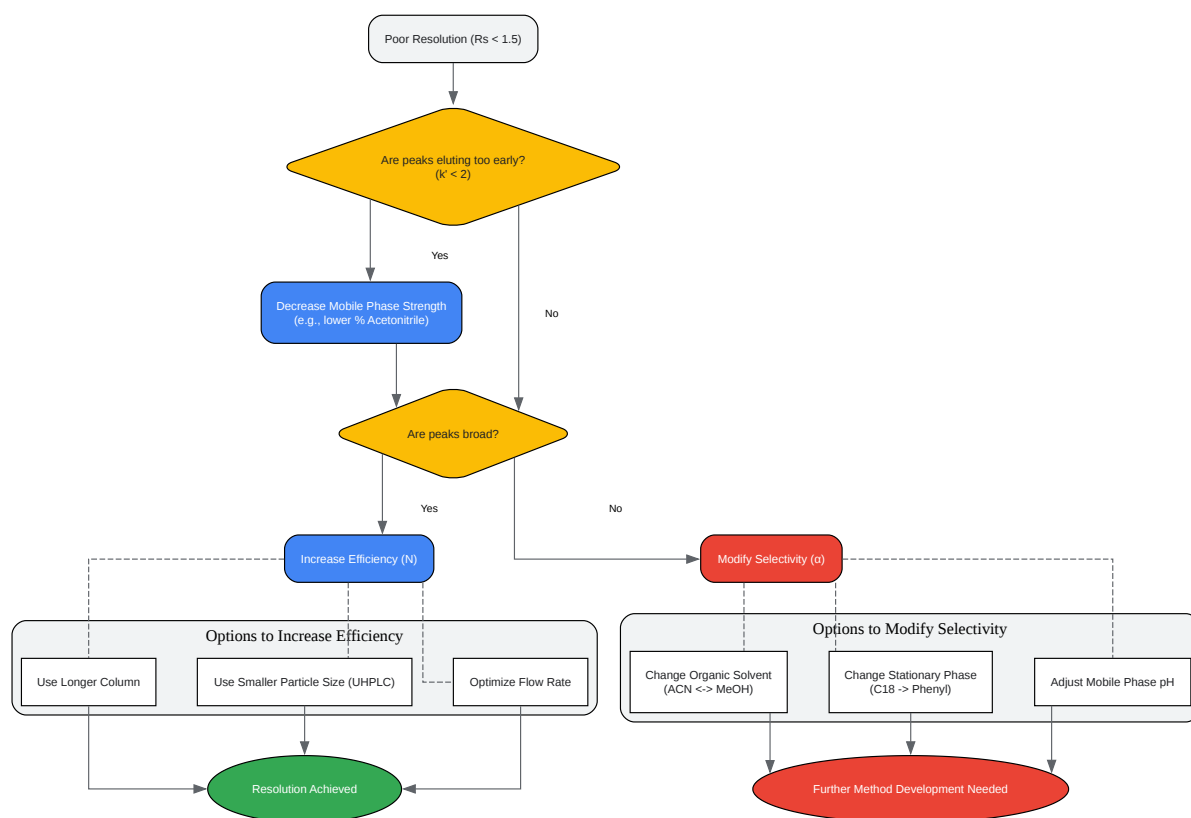 Poor Resolution (Rs < 1.5)
Are peaks eluting too early?
(k' < 2)
Yes
Decrease Mobile Phase Strength
(e.g., lower % Acetonitrile)
No
Are peaks broad?
Yes
No
Increase Efficiency (N)
Modify Selectivity (α)
Options to Increase Efficiency
Use Longer Column
Use Smaller Particle Size (UHPLC)
Optimize Flow Rate
Options to Modify Selectivity
Change Organic Solvent
(ACN <-> MeOH)
Change Stationary Phase
(C18 -> Phenyl)
Adjust Mobile Phase pH
Resolution Achieved
Further Method Development Needed